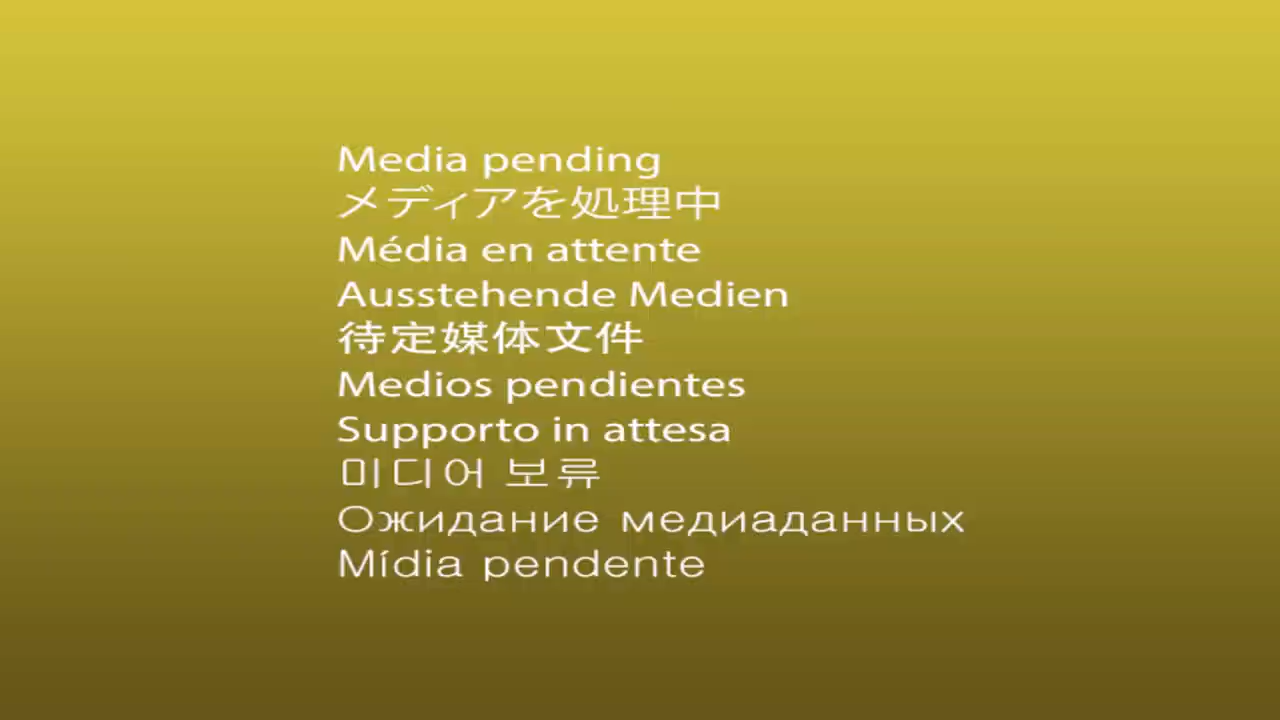 Media pending
メディアを処理中
Média en attente
Ausstehende Medien
待定媒体文件
Medios pendientes
Supporto in attesa
미디어 보류
Ожидание медиаданных
Mídia pendente